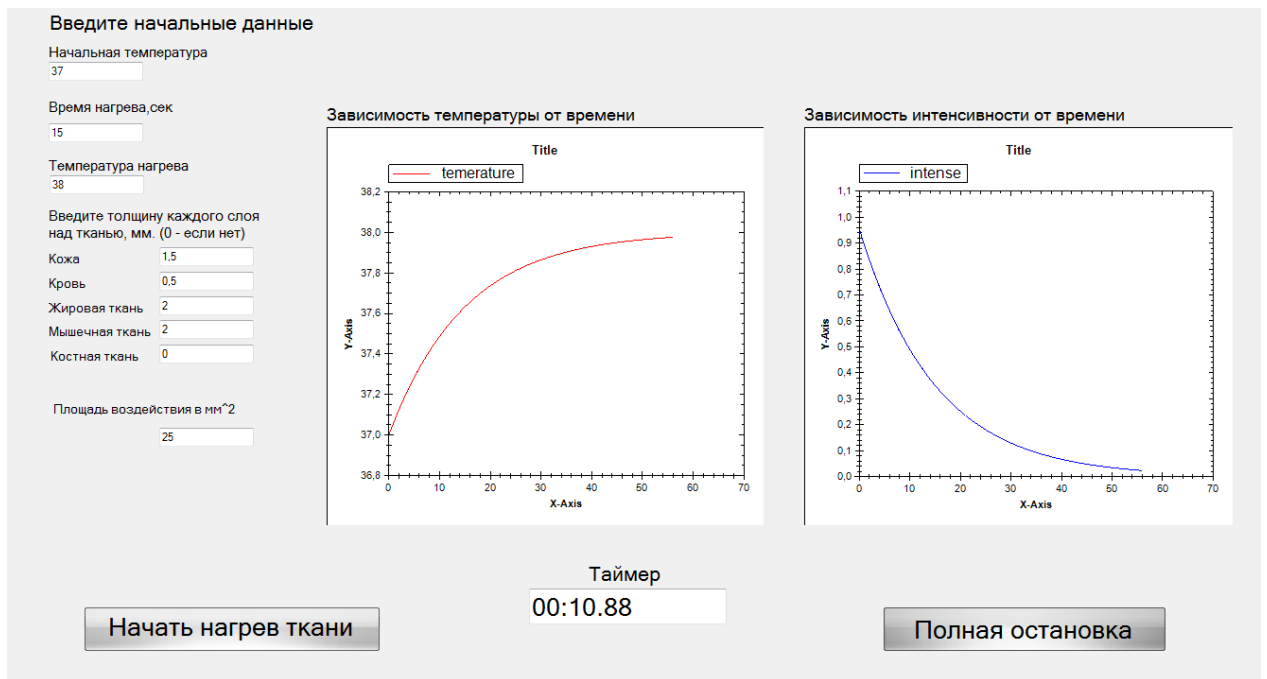 Введите начальные данные
Начальная температура
37
Время нагрева,сек
15
Температура нагрева
38
Введите толщину каждого слоя
над тканью, мм. (0 - если нет)
Кожа 1,5
Кровь 0,5
Жировая ткань 2
Мышечная ткань 2
Костная ткань 0
Площадь воздействия в мм^2
25
Зависимость температуры от времени
Title
temerature
38,2
38,0
37,8
37,6
37,4
37,2
37,0
36,8
Y-Axis
0 10 20 30 40 50 60 70
X-Axis
Зависимость интенсивности от времени
Title
intense
1,1
1,0
0,9
0,8
0,7
0,6
0,5
0,4
0,3
0,2
0,1
0,0
Y-Axis
0 10 20 30 40 50 60 70
X-Axis
Таймер
00:10.88
Начать нагрев ткани
Полная остановка